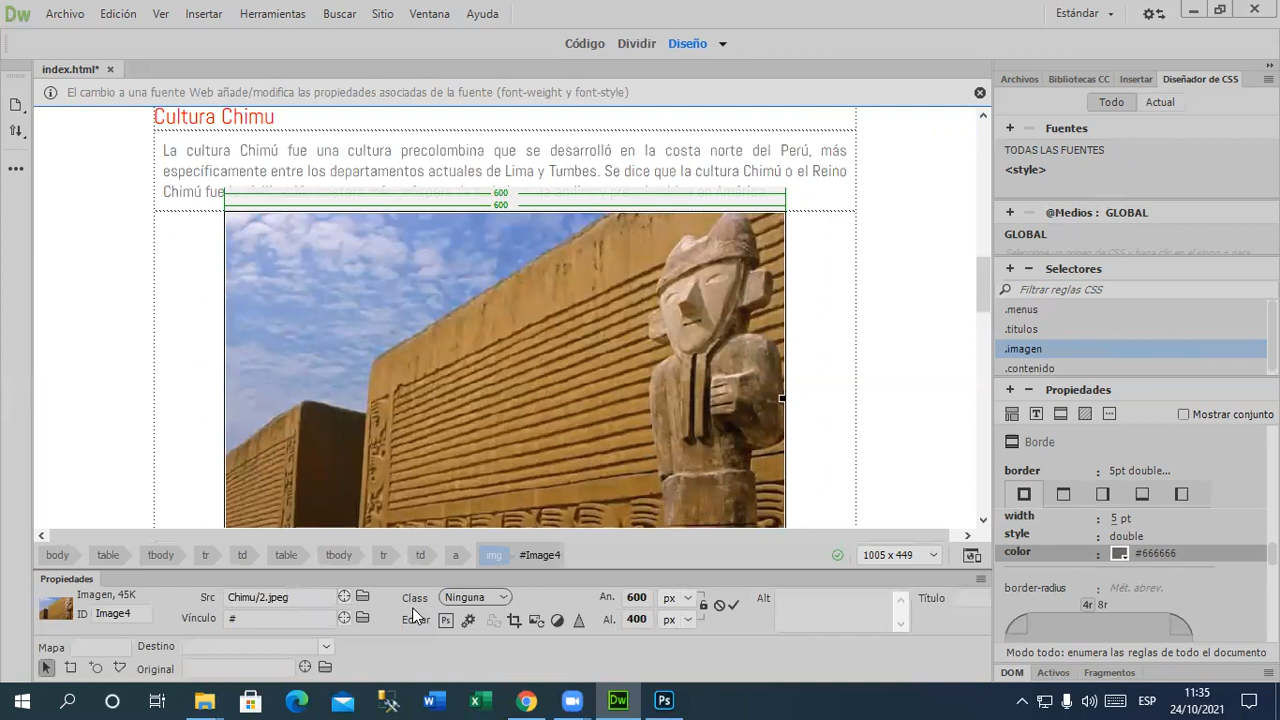 Dw Archivo Edición Ver Insertar Herramientas Buscar Sitio Ventana Ayuda Estándar
Código Dividir Diseño
index.html*
El cambio a una fuente Web añade/modifica las propiedades asociadas de la fuente (font-weight y font-style)
Cultura Chimu
La cultura Chimú fue una cultura precolombina que se desarrolló en la costa norte del Perú, más
específicamente entre los departamentos actuales de Lima y Tumbes. Se dice que la cultura Chimú o el Reino
Chimú fue
600
600
body table tbody tr td table tbody tr td a img #Image4 1005 x 449
Propiedades
Imagen, 45K Src Chimu/2.jpeg Class Ninguna An. 600 px Alt Título
ID Image4 Vínculo # Editar Ps Al. 400 px
Mapa Destino
Original
Archivos Bibliotecas CC Insertar Diseñador de CSS
Todo Actual
+ − Fuentes
TODAS LAS FUENTES
<style>
+ − @Medios : GLOBAL
GLOBAL
+ − Selectores
Filtrar reglas CSS
.menus
.titulos
.imagen
.contenido
+ − Propiedades
Mostrar conjunto
Borde
border : 5pt double...
width : 5 pt
style : double
color : #666666
border-radius : Mét. abrev.
4r 8r
Modo todo: enumera las reglas de todo el documento
DOM Activos Fragmentos
Dw Ps ESP
11:35
24/10/2021